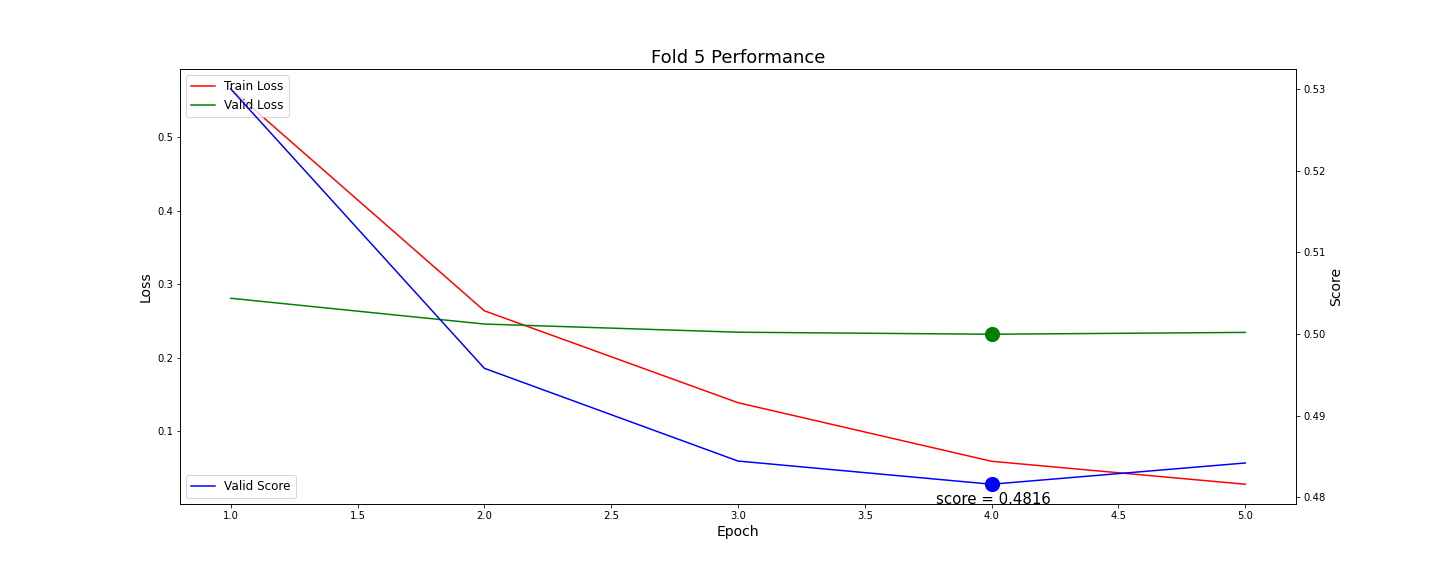 Fold 5 Performance
Train Loss
Valid Loss
Valid Score
Loss
0.5
0.4
0.3
0.2
0.1
Score
0.53
0.52
0.51
0.50
0.49
0.48
score = 0.4816
1.0 1.5 2.0 2.5 3.0 3.5 4.0 4.5 5.0
Epoch